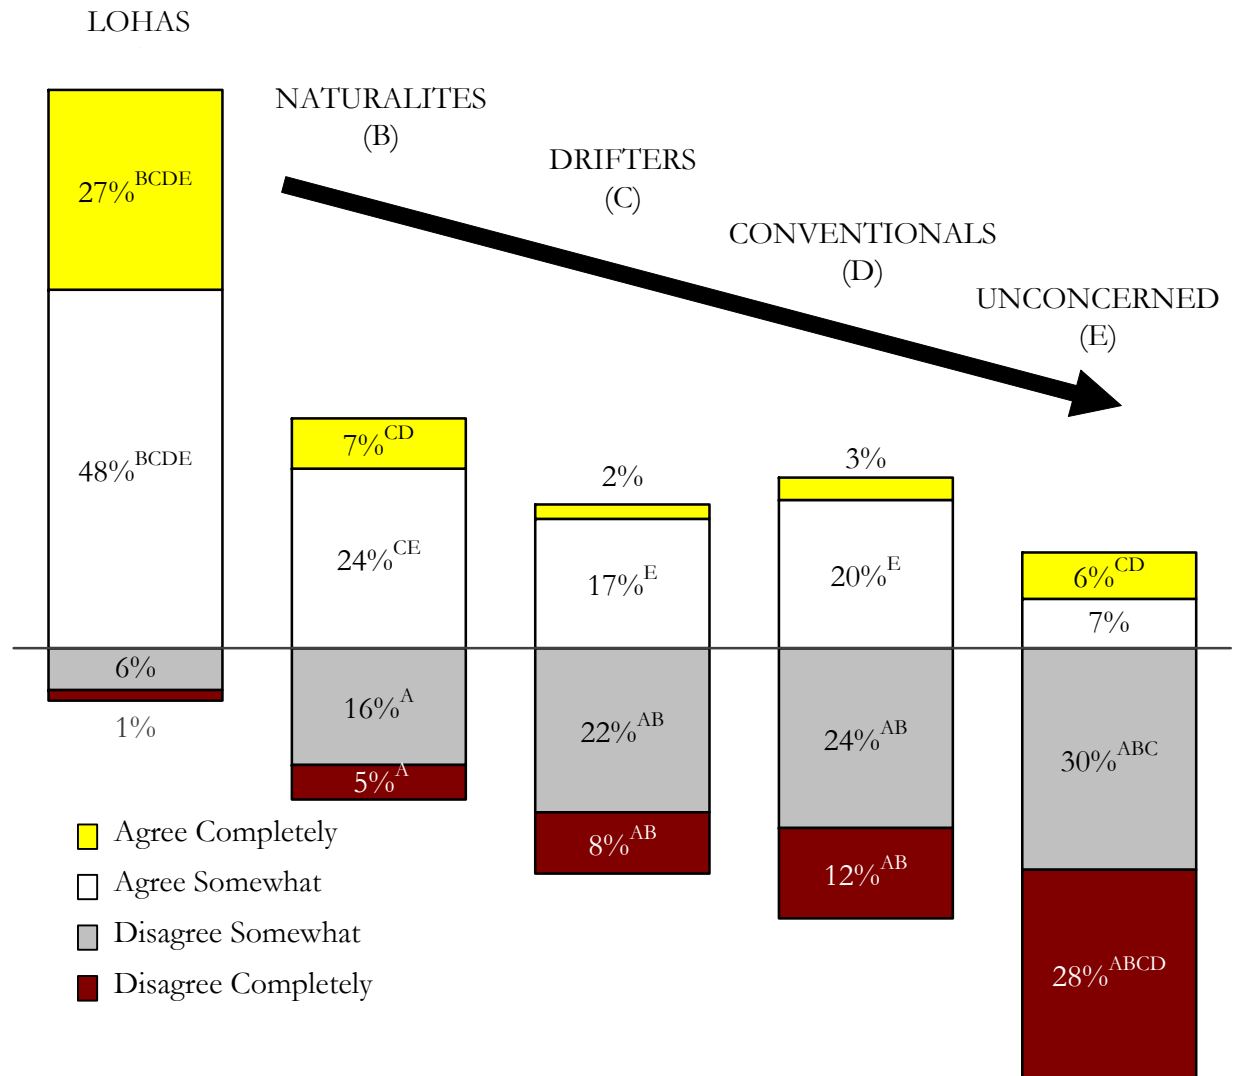 LOHAS
NATURALITES
(B)
DRIFTERS
(C)
CONVENTIONALS
(D)
UNCONCERNED
(E)
27%BCDE
48%BCDE
6%
1%
7%CD
24%CE
16%A
5%A
2%
17%E
22%AB
8%AB
3%
20%E
24%AB
12%AB
6%CD
7%
30%ABC
28%ABCD
Agree Completely
Agree Somewhat
Disagree Somewhat
Disagree Completely